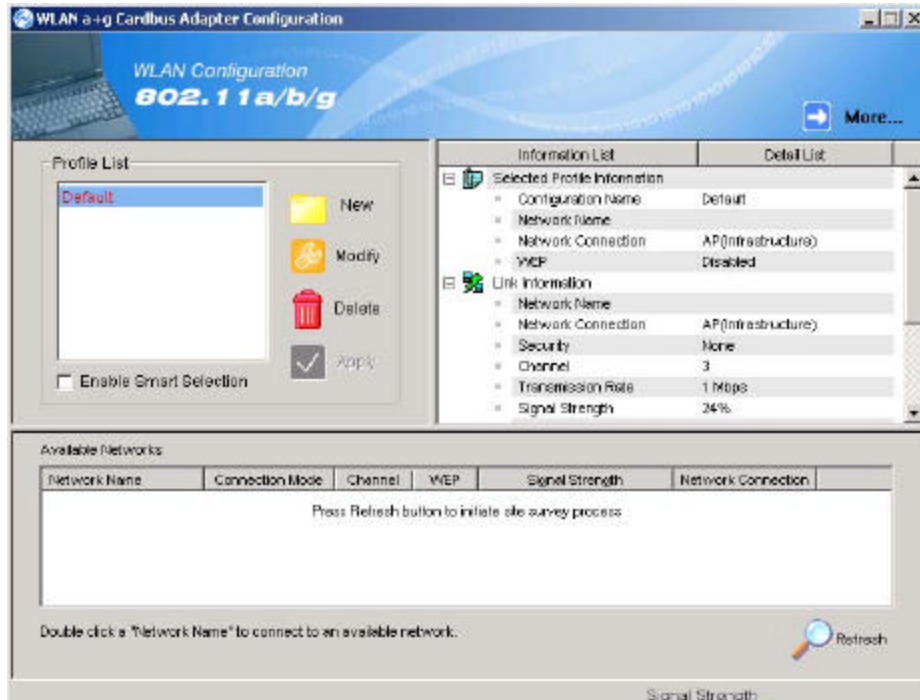 WLAN a+g Cardbus Adapter Configuration
WLAN Configuration
802.11a/b/g
More...
Profile List
Default
New
Modify
Delete
Apply
Enable Smart Selection
Information List Detail List
Selected Profile Information
Configuration Name Default
Network Name
Network Connection AP(Infrastructure)
WEP Disabled
Link Information
Network Name
Network Connection AP(Infrastructure)
Security None
Channel 3
Transmission Rate 1 Mbps
Signal Strength 24%
Available Networks
Network Name Connection Mode Channel WEP Signal Strength Network Connection
Press Refresh button to initiate site survey process
Double click a "Network Name" to connect to an available network.
Refresh
Signal Strength